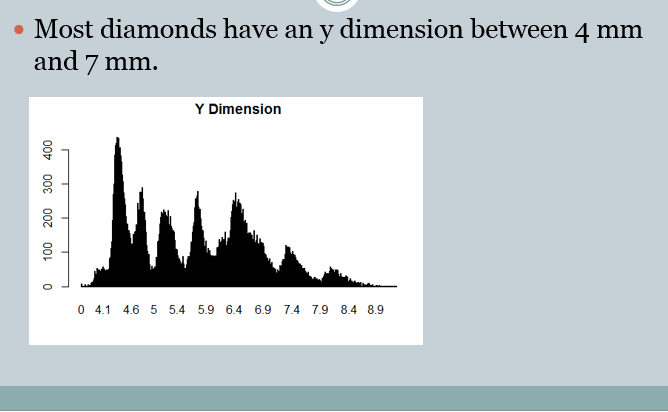 • Most diamonds have an y dimension between 4 mm
and 7 mm.
Y Dimension
400
300
200
100
0
0 4.1 4.6 5 5.4 5.9 6.4 6.9 7.4 7.9 8.4 8.9